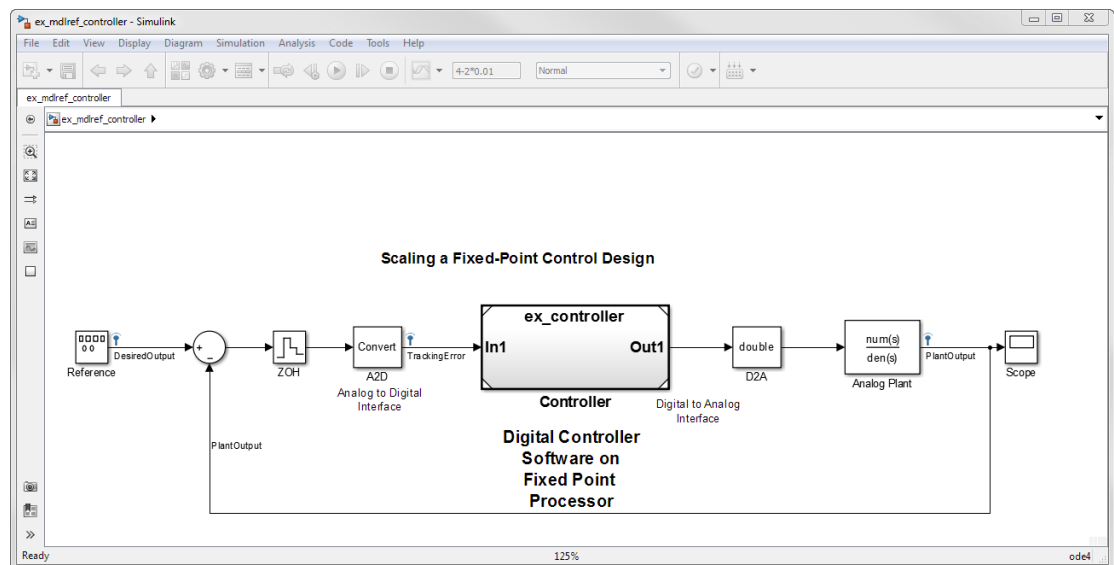 ex_mdlref_controller - Simulink
File Edit View Display Diagram Simulation Analysis Code Tools Help
4-2*0.01 Normal
ex_mdlref_controller
ex_mdlref_controller
Scaling a Fixed-Point Control Design
Reference
DesiredOutput
+
-
ZOH
Convert
A2D
Analog to Digital
Interface
TrackingError
ex_controller
In1 Out1
Controller
Digital Controller
Software on
Fixed Point
Processor
double
D2A
Digital to Analog
Interface
num(s)
den(s)
Analog Plant
PlantOutput
Scope
PlantOutput
Ready 125% ode4